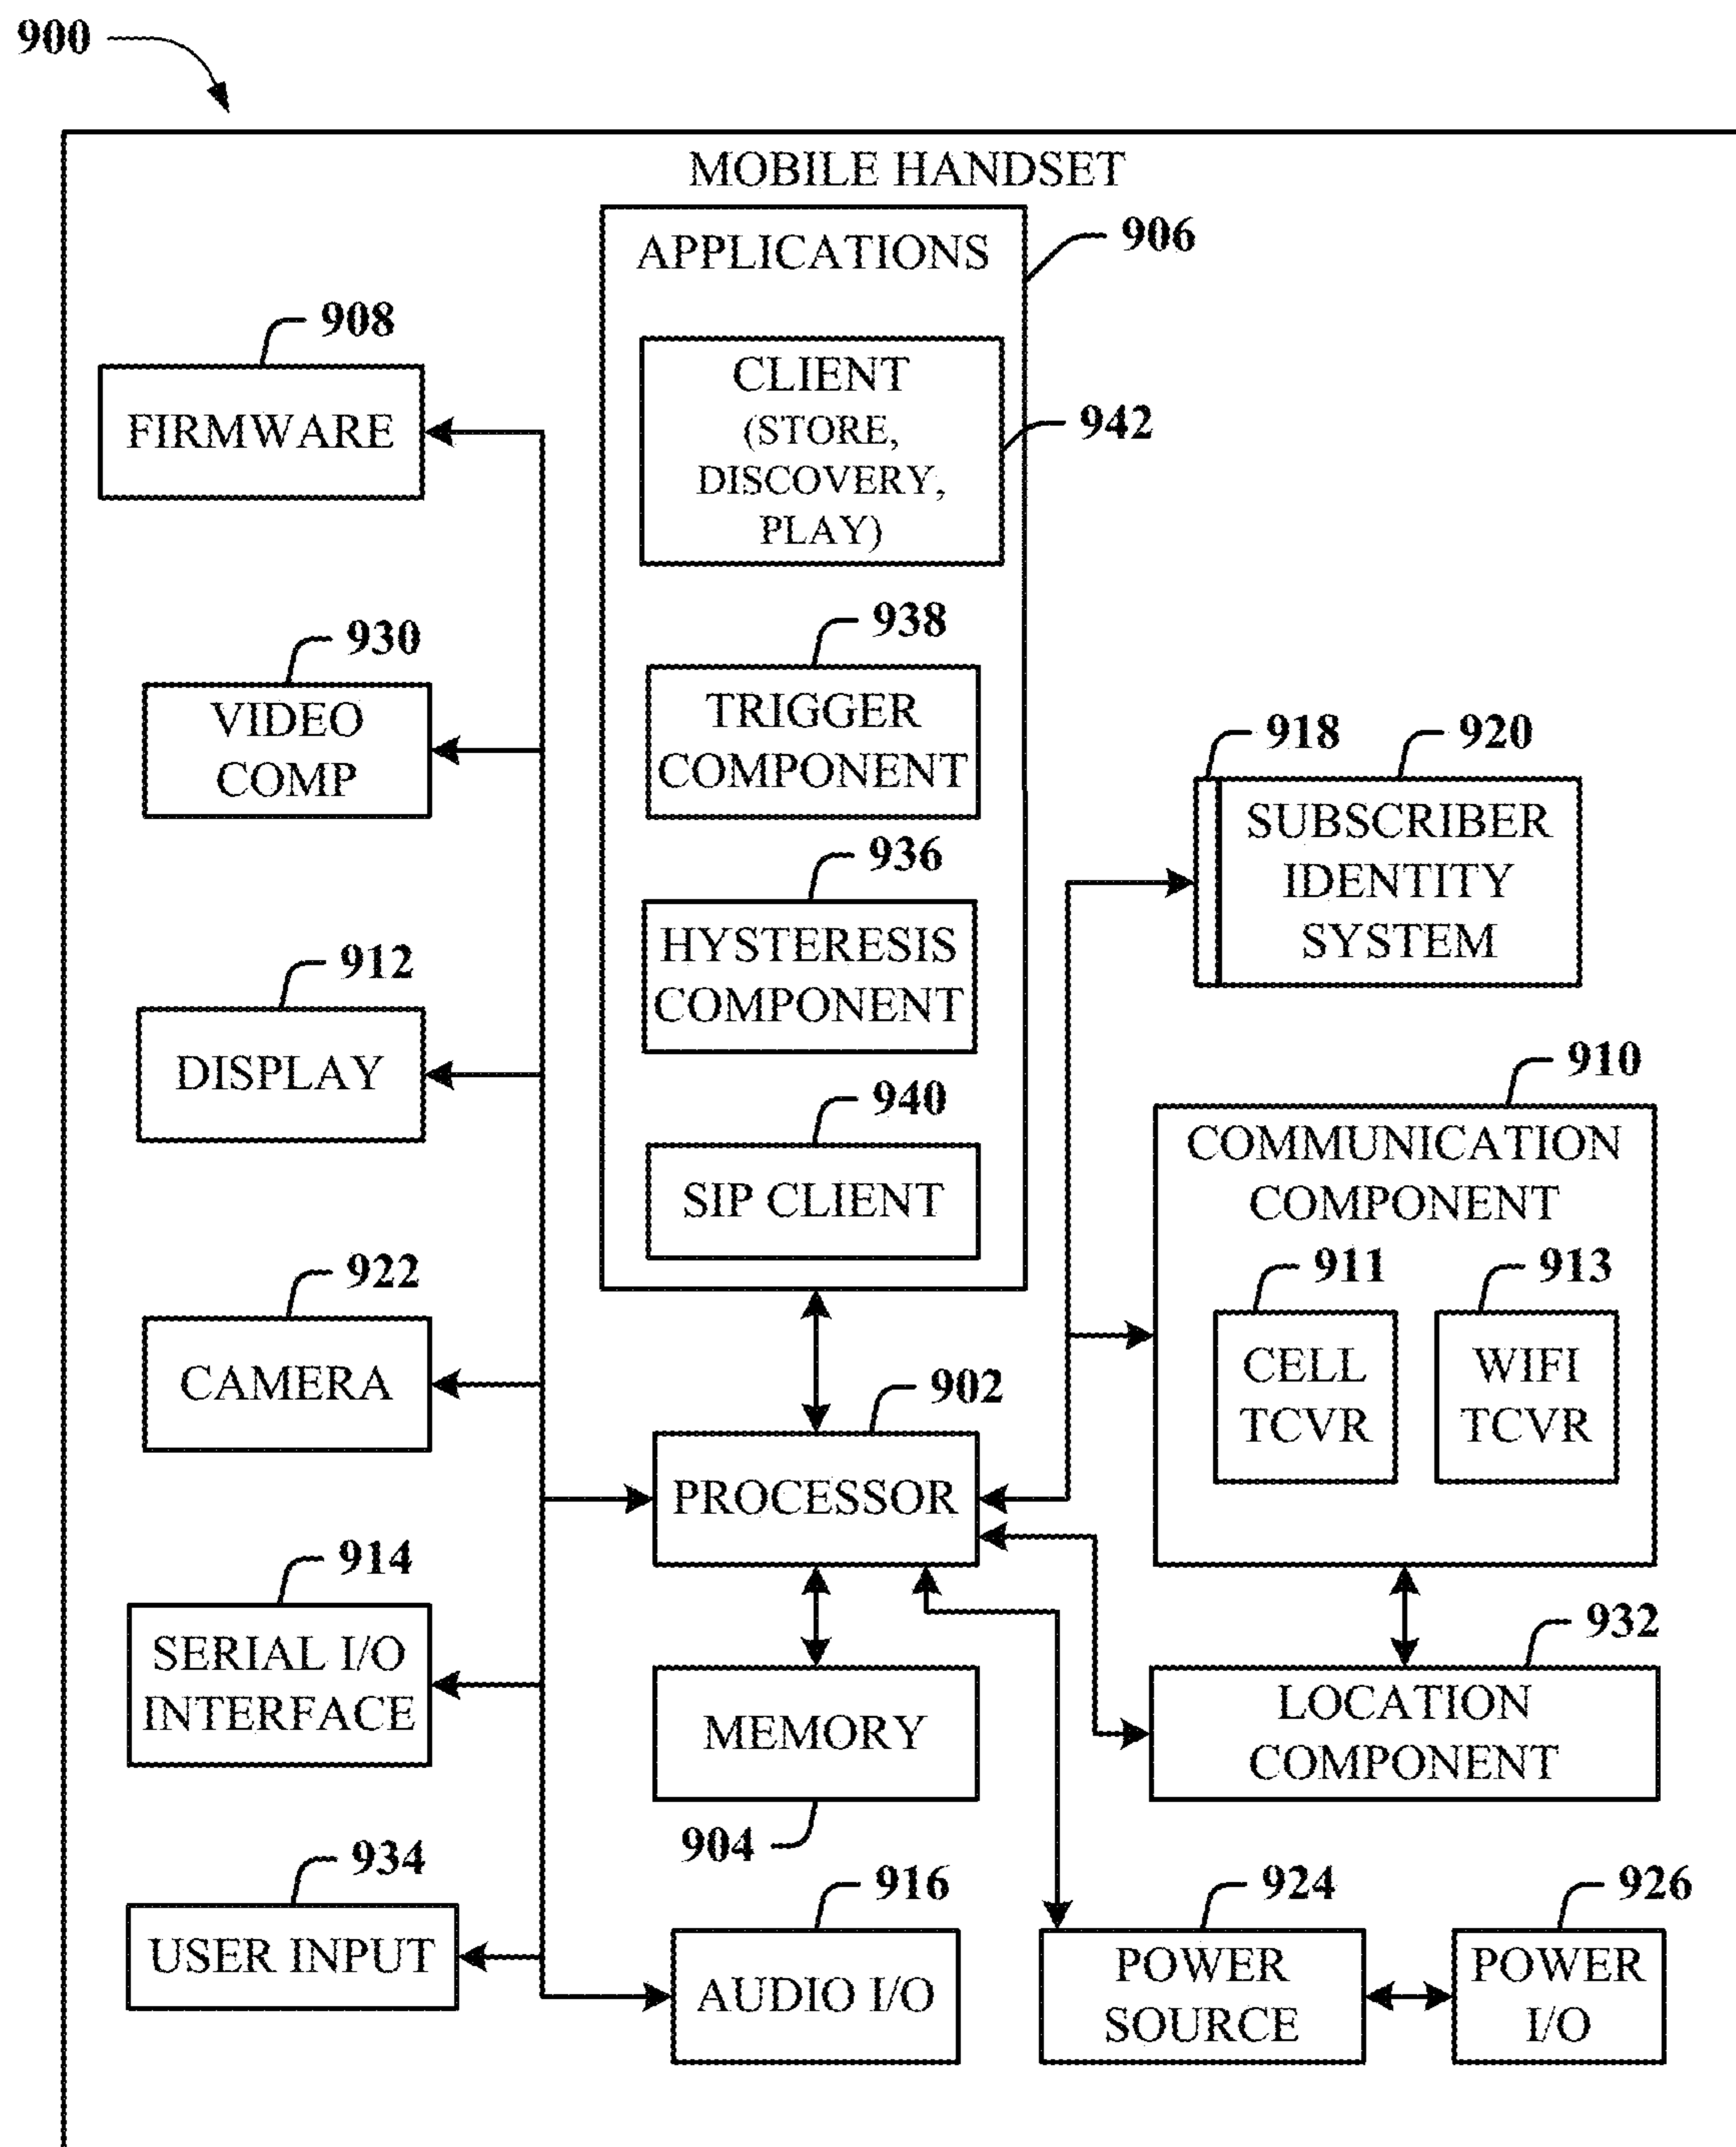 900
MOBILE HANDSET
APPLICATIONS
906
CLIENT
(STORE,
DISCOVERY,
PLAY)
942
908
FIRMWARE
938
TRIGGER
COMPONENT
930
VIDEO
COMP
918
920
SUBSCRIBER
IDENTITY
SYSTEM
936
HYSTERESIS
COMPONENT
912
DISPLAY
940
SIP CLIENT
910
COMMUNICATION
COMPONENT
911
CELL
TCVR
913
WIFI
TCVR
922
CAMERA
902
PROCESSOR
914
SERIAL I/O
INTERFACE
MEMORY
904
932
LOCATION
COMPONENT
934
USER INPUT
916
AUDIO I/O
924
POWER
SOURCE
926
POWER
I/O